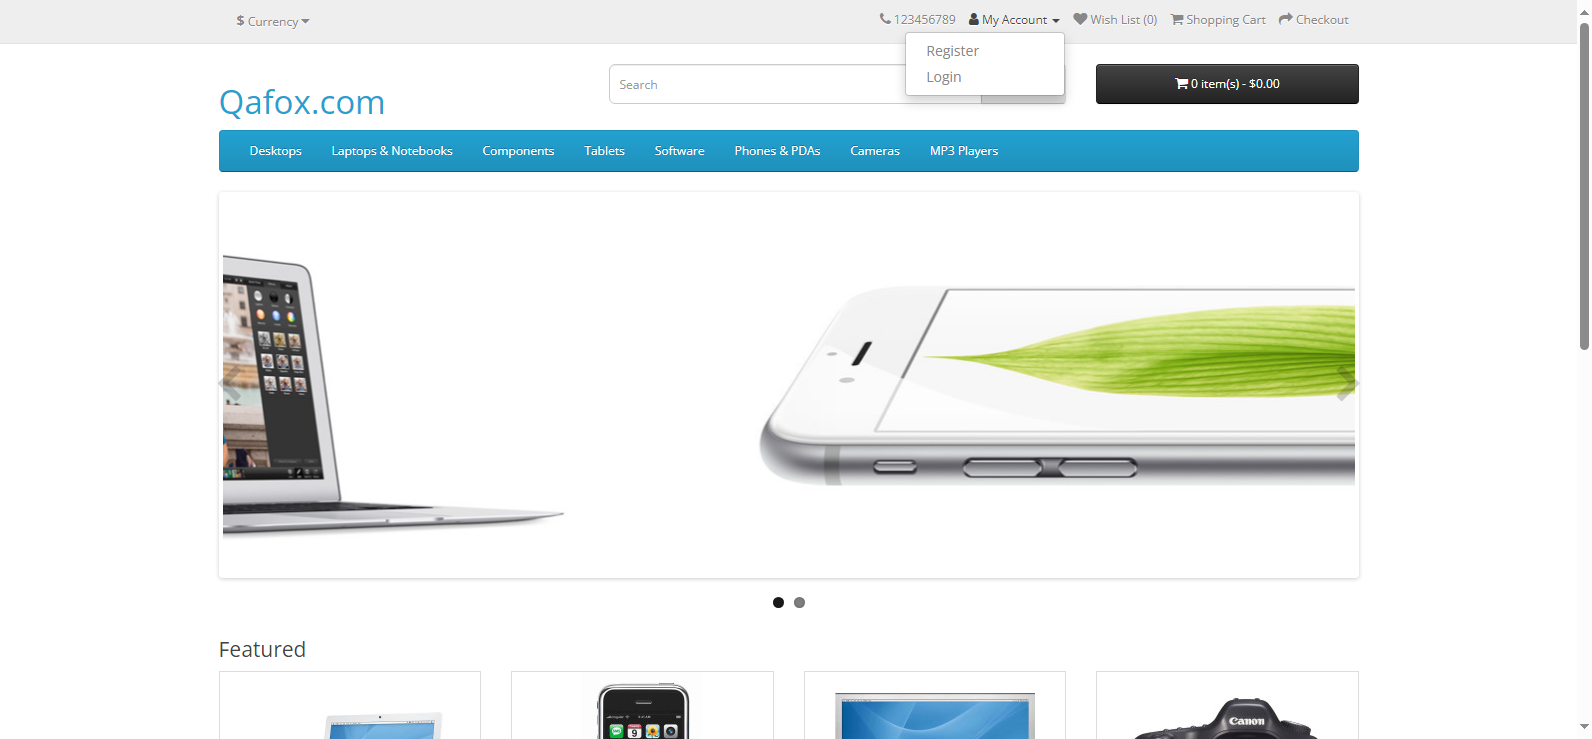 $ Currency
123456789 My Account Wish List (0) Shopping Cart Checkout
Register
Login
Search
0 item(s) - $0.00
Qafox.com
Desktops Laptops & Notebooks Components Tablets Software Phones & PDAs Cameras MP3 Players
Featured
Canon